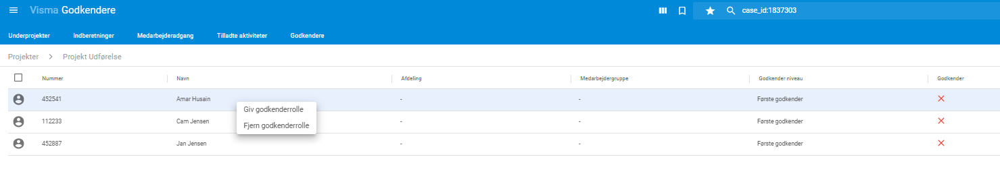 Visma Godkendere case_id:1837303
Underprojekter Indberetninger Medarbejderadgang Tilladte aktiviteter Godkendere
Projekter > Projekt Udførelse
Nummer Navn Afdeling Medarbejdergruppe Godkender niveau Godkender
452541 Amar Husain - - Første godkender
Giv godkenderrolle
112233 Cam Jensen - - Første godkender
Fjern godkenderrolle
452887 Jan Jensen - - Første godkender